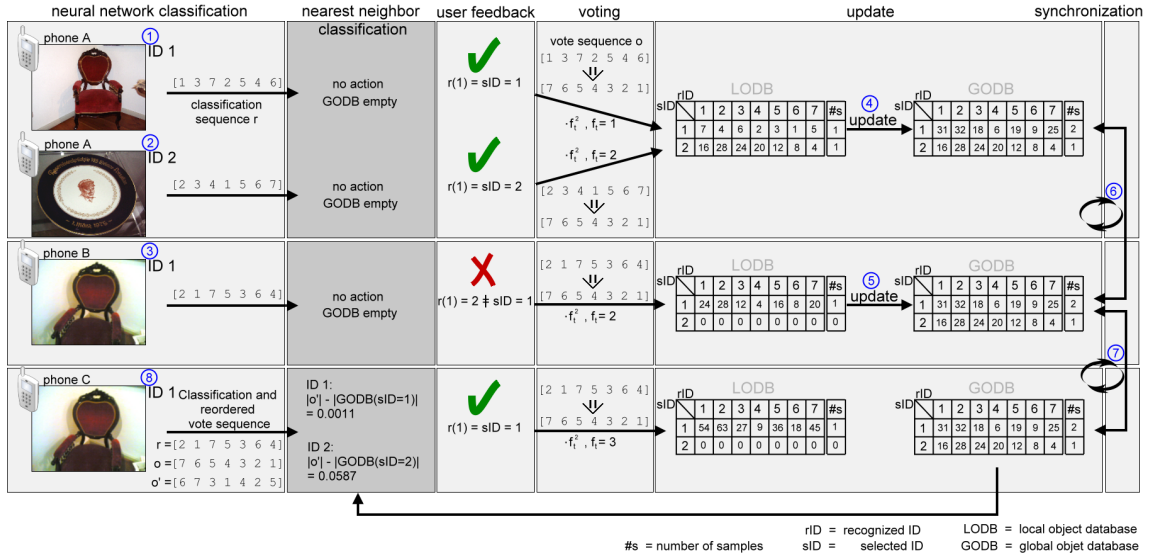 neural network classification
nearest neighbor
classification
user feedback
voting
update
synchronization
phone A
1
ID 1
[1 3 7 2 5 4 6]
classification
sequence r
no action
GODB empty
r(1) = sID = 1
vote sequence o
[1 3 7 2 5 4 6]
[7 6 5 4 3 2 1]
·f_t^2 , f_t = 1
phone A
2
ID 2
[2 3 4 1 5 6 7]
no action
GODB empty
r(1) = sID = 2
·f_t^2 , f_t = 2
[2 3 4 1 5 6 7]
[7 6 5 4 3 2 1]
LODB
rID
sID 1 2 3 4 5 6 7 #s
1 7 4 6 2 3 1 5 1
2 16 28 24 20 12 8 4 1
4
update
GODB
rID
sID 1 2 3 4 5 6 7 #s
1 31 32 18 6 19 9 25 2
2 16 28 24 20 12 8 4 1
6
phone B
3
ID 1
[2 1 7 5 3 6 4]
no action
GODB empty
r(1) = 2 ǂ sID = 1
[2 1 7 5 3 6 4]
[7 6 5 4 3 2 1]
·f_t^2 , f_t = 2
LODB
rID
sID 1 2 3 4 5 6 7 #s
1 24 28 12 4 16 8 20 1
2 0 0 0 0 0 0 0 0
5
update
GODB
rID
sID 1 2 3 4 5 6 7 #s
1 31 32 18 6 19 9 25 2
2 16 28 24 20 12 8 4 1
7
phone C
8
ID 1
Classification and
reordered
vote sequence
r =[2 1 7 5 3 6 4]
o =[7 6 5 4 3 2 1]
o' =[6 7 3 1 4 2 5]
ID 1:
|o'| - |GODB(sID=1)|
= 0.0011
ID 2:
|o'| - |GODB(sID=2)|
= 0.0587
r(1) = sID = 1
[2 1 7 5 3 6 4]
[7 6 5 4 3 2 1]
·f_t^2 , f_t = 3
LODB
rID
sID 1 2 3 4 5 6 7 #s
1 54 63 27 9 36 18 45 1
2 0 0 0 0 0 0 0 0
GODB
rID
sID 1 2 3 4 5 6 7 #s
1 31 32 18 6 19 9 25 2
2 16 28 24 20 12 8 4 1
rID = recognized ID LODB = local object database
#s = number of samples sID = selected ID GODB = global objet database